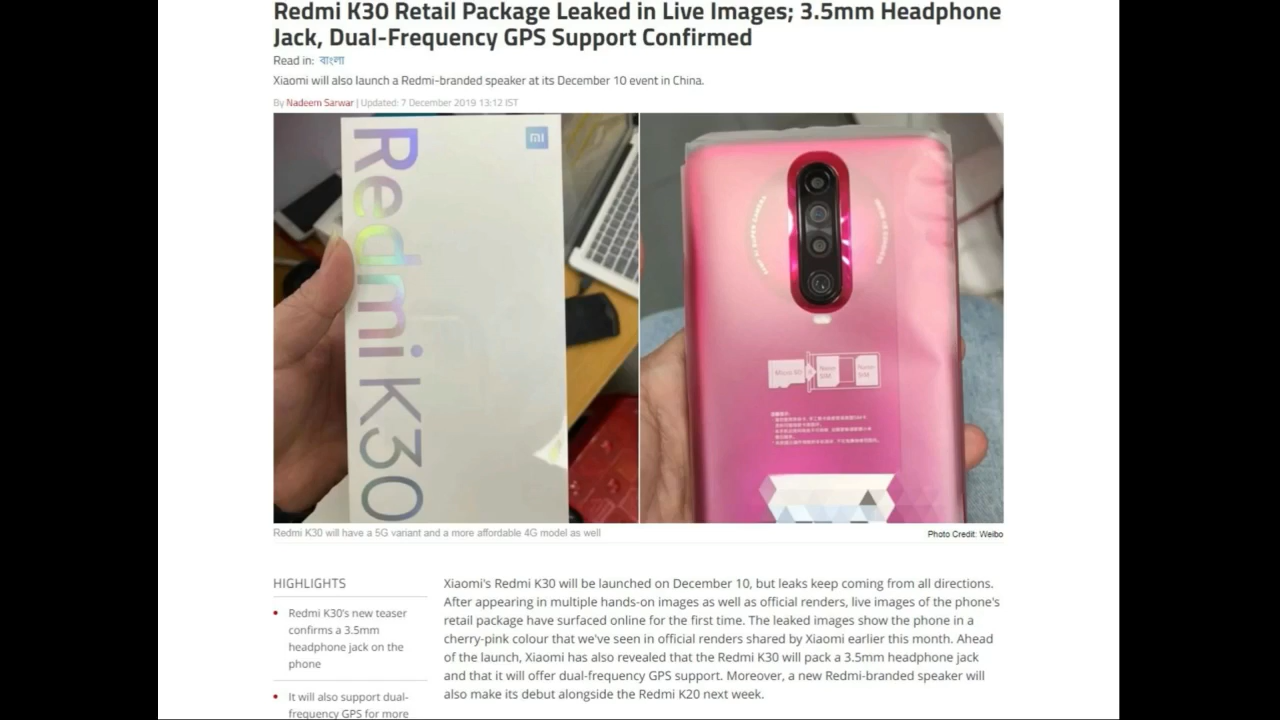 Redmi K30 Retail Package Leaked in Live Images; 3.5mm Headphone
Jack, Dual-Frequency GPS Support Confirmed
Read in: বাংলা
Xiaomi will also launch a Redmi-branded speaker at its December 10 event in China.
By Nadeem Sarwar | Updated: 7 December 2019 13:12 IST
Redmi K30
mi
Micro SD
Nano SIM
Nano SIM
Redmi K30 will have a 5G variant and a more affordable 4G model as well
Photo Credit: Weibo
HIGHLIGHTS
Redmi K30's new teaser
confirms a 3.5mm
headphone jack on the
phone
It will also support dual-
frequency GPS for more
Xiaomi's Redmi K30 will be launched on December 10, but leaks keep coming from all directions.
After appearing in multiple hands-on images as well as official renders, live images of the phone's
retail package have surfaced online for the first time. The leaked images show the phone in a
cherry-pink colour that we've seen in official renders shared by Xiaomi earlier this month. Ahead
of the launch, Xiaomi has also revealed that the Redmi K30 will pack a 3.5mm headphone jack
and that it will offer dual-frequency GPS support. Moreover, a new Redmi-branded speaker will
also make its debut alongside the Redmi K20 next week.